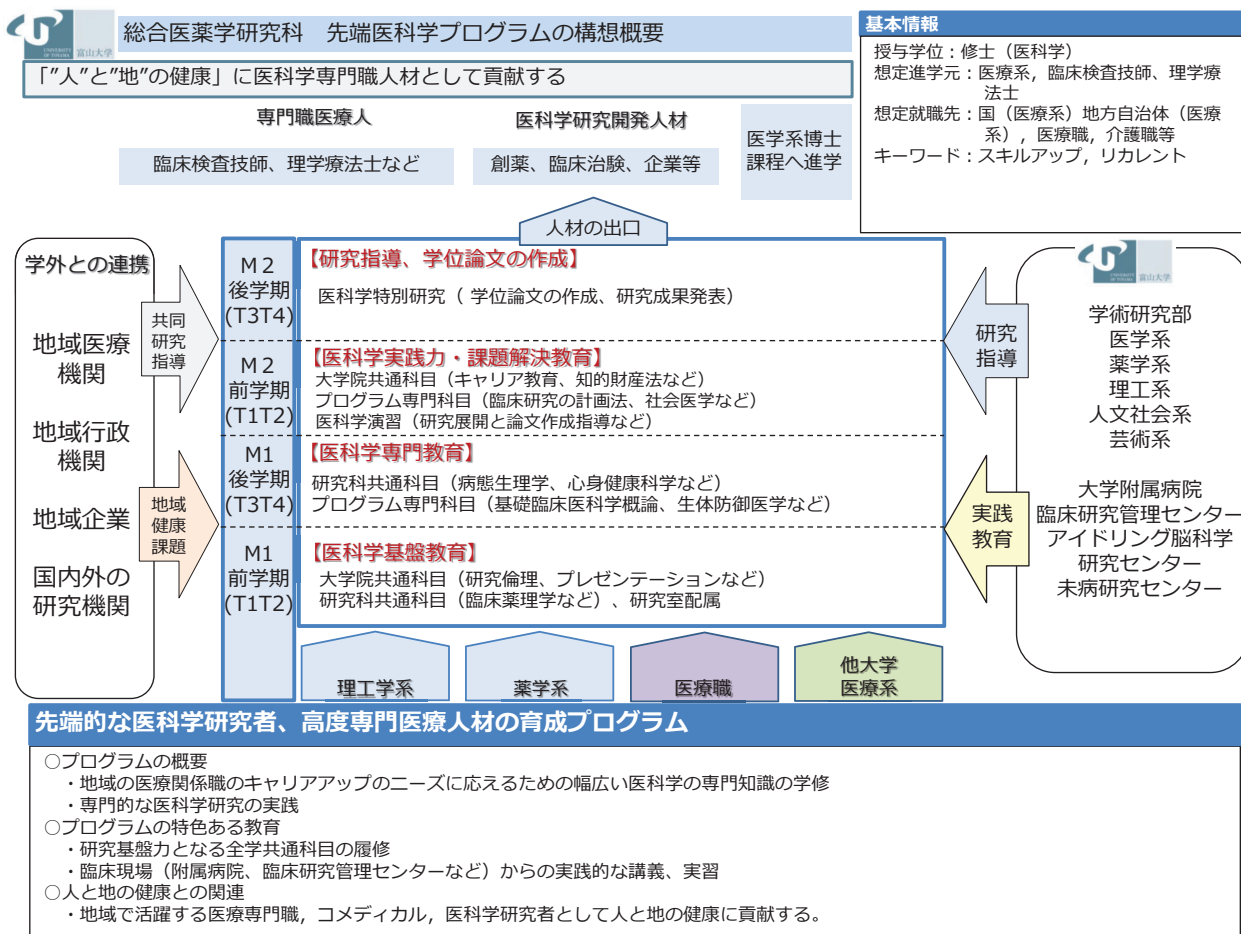 UNIVERSITY
OF TOYAMA
富山大学
総合医薬学研究科 先端医科学プログラムの構想概要
「”人”と”地”の健康」に医科学専門職人材として貢献する
基本情報
授与学位：修士（医科学）
想定進学元：医療系，臨床検査技師、理学療
法士
想定就職先：国（医療系）地方自治体（医療
系），医療職，介護職等
キーワード：スキルアップ，リカレント
専門職医療人
臨床検査技師、理学療法士など
医科学研究開発人材
創薬、臨床治験、企業等
医学系博士
課程へ進学
人材の出口
学外との連携
地域医療
機関
地域行政
機関
地域企業
国内外の
研究機関
共同
研究
指導
地域
健康
課題
M２
後学期
(T3T4)
【研究指導、学位論文の作成】
医科学特別研究（ 学位論文の作成、研究成果発表）
M２
前学期
(T1T2)
【医科学実践力・課題解決教育】
大学院共通科目（キャリア教育、知的財産法など）
プログラム専門科目（臨床研究の計画法、社会医学など）
医科学演習（研究展開と論文作成指導など）
M1
後学期
(T3T4)
【医科学専門教育】
研究科共通科目（病態生理学、心身健康科学など）
プログラム専門科目（基礎臨床医科学概論、生体防御医学など）
M1
前学期
(T1T2)
【医科学基盤教育】
大学院共通科目（研究倫理、プレゼンテーションなど）
研究科共通科目（臨床薬理学など）、研究室配属
研究
指導
実践
教育
富山大学
学術研究部
医学系
薬学系
理工系
人文社会系
芸術系
大学附属病院
臨床研究管理センター
アイドリング脳科学
研究センター
未病研究センター
理工学系
薬学系
医療職
他大学
医療系
先端的な医科学研究者、高度専門医療人材の育成プログラム
○プログラムの概要
・地域の医療関係職のキャリアアップのニーズに応えるための幅広い医科学の専門知識の学修
・専門的な医科学研究の実践
○プログラムの特色ある教育
・研究基盤力となる全学共通科目の履修
・臨床現場（附属病院、臨床研究管理センターなど）からの実践的な講義、実習
○人と地の健康との関連
・地域で活躍する医療専門職，コメディカル，医科学研究者として人と地の健康に貢献する。